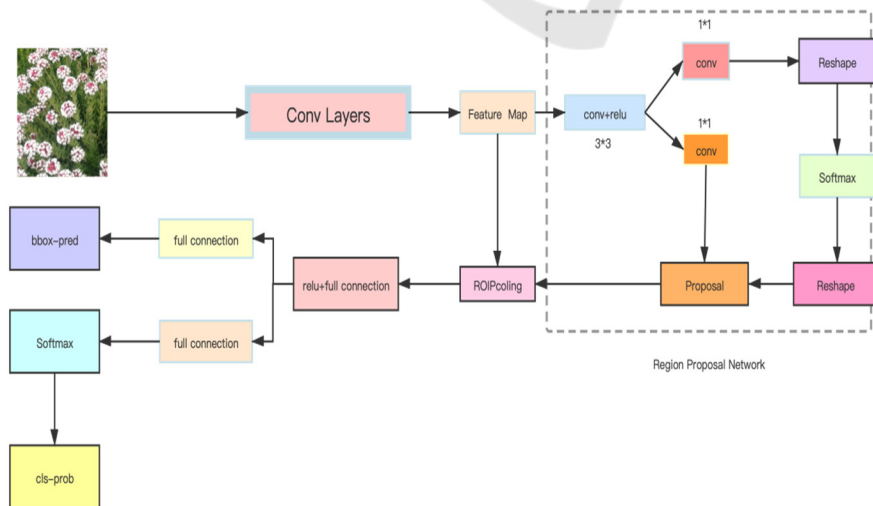 1*1
conv
Reshape
Conv Layers
Feature Map
conv+relu
3*3
1*1
conv
Softmax
bbox-pred
full connection
relu+full connection
ROIPcoling
Proposal
Reshape
Softmax
full connection
Region Proposal Network
cls-prob